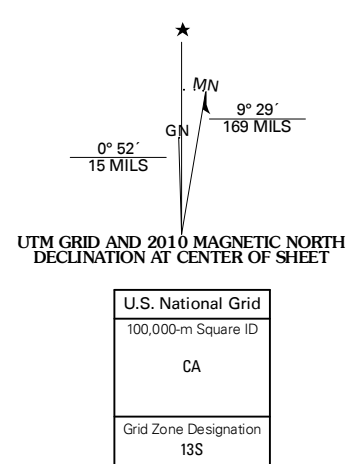 MN
9° 29´
169 MILS
GN
0° 52´
15 MILS
UTM GRID AND 2010 MAGNETIC NORTH
DECLINATION AT CENTER OF SHEET
U.S. National Grid
100,000-m Square ID
CA
Grid Zone Designation
13S